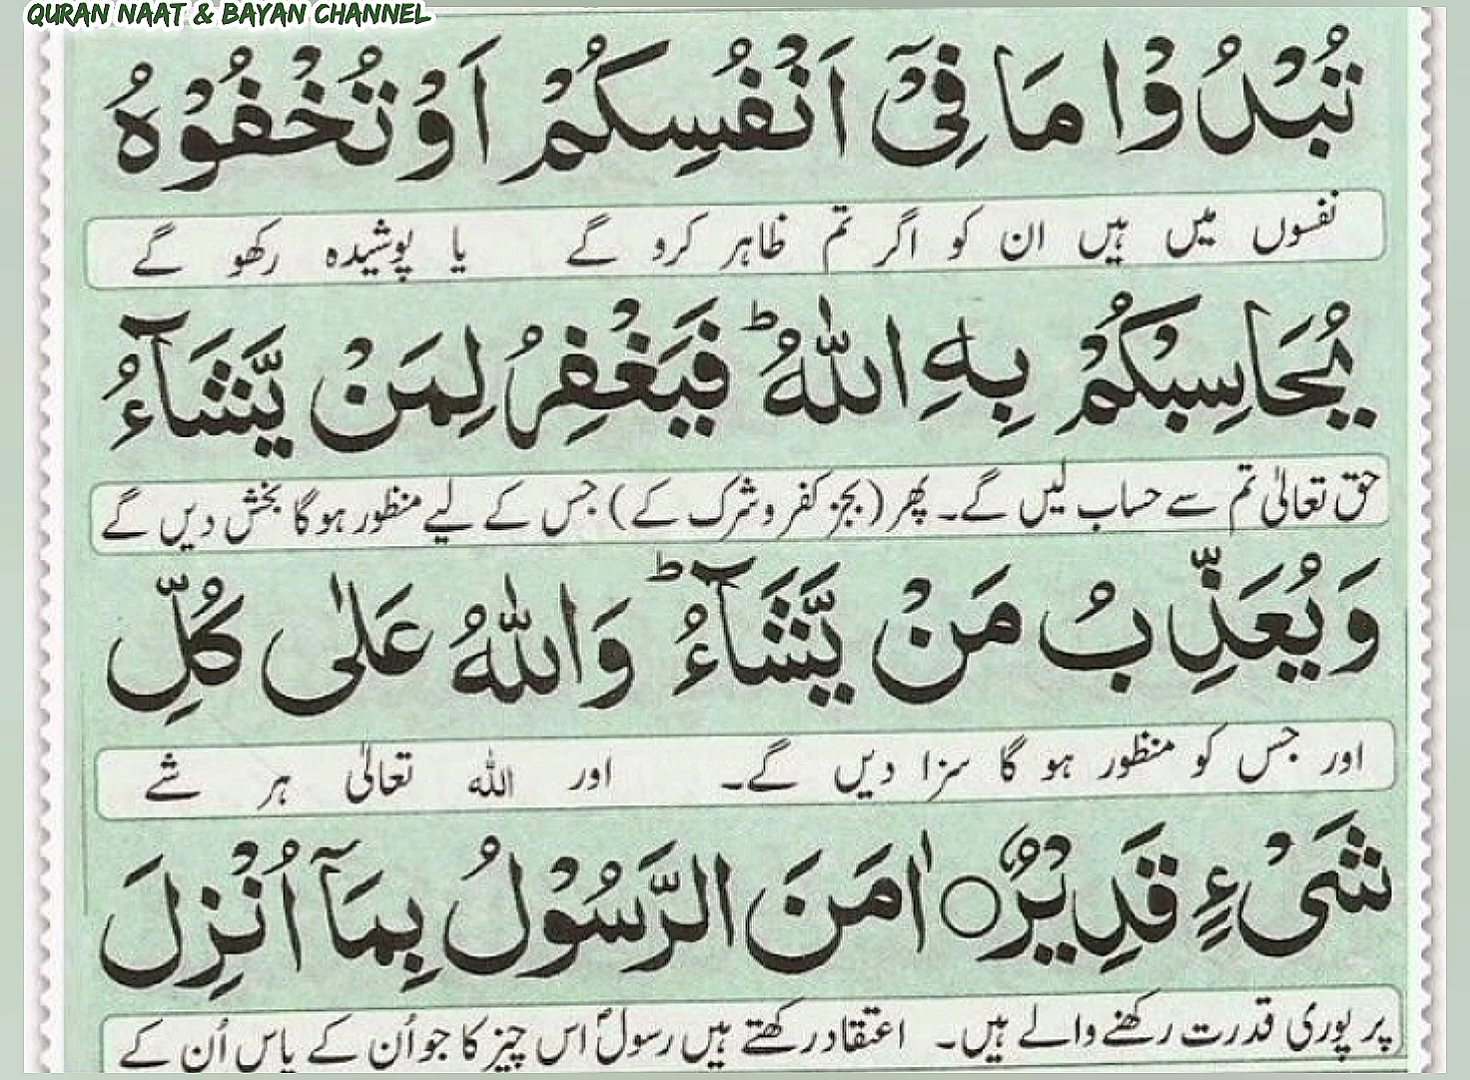 QURAN NAAT & BAYAN CHANNEL
تُبْدُوْا مَا فِیْۤ اَنْفُسِكُمْ اَوْ تُخْفُوْهُ
نفسوں میں ہیں ان کو اگر تم ظاہر کرو گے یا پوشیدہ رکھو گے
یُحَاسِبْكُمْ بِهِ اللّٰهُ ؕ فَیَغْفِرُ لِمَنْ یَّشَآءُ
حق تعالیٰ تم سے حساب لیں گے۔ پھر (بجز کفر و شرک کے) جس کے لیے منظور ہوگا بخش دیں گے
وَیُعَذِّبُ مَنْ یَّشَآءُ ؕ وَاللّٰهُ عَلٰی كُلِّ
اور جس کو منظور ہو گا سزا دیں گے۔ اور اللہ تعالیٰ ہر شے
شَیْءٍ قَدِیْرٌ ○ اٰمَنَ الرَّسُوْلُ بِمَاۤ اُنْزِلَ
پر پوری قدرت رکھنے والے ہیں۔ اعتقاد رکھتے ہیں رسولؐ اس چیز کا جو اُن کے پاس اُن کے